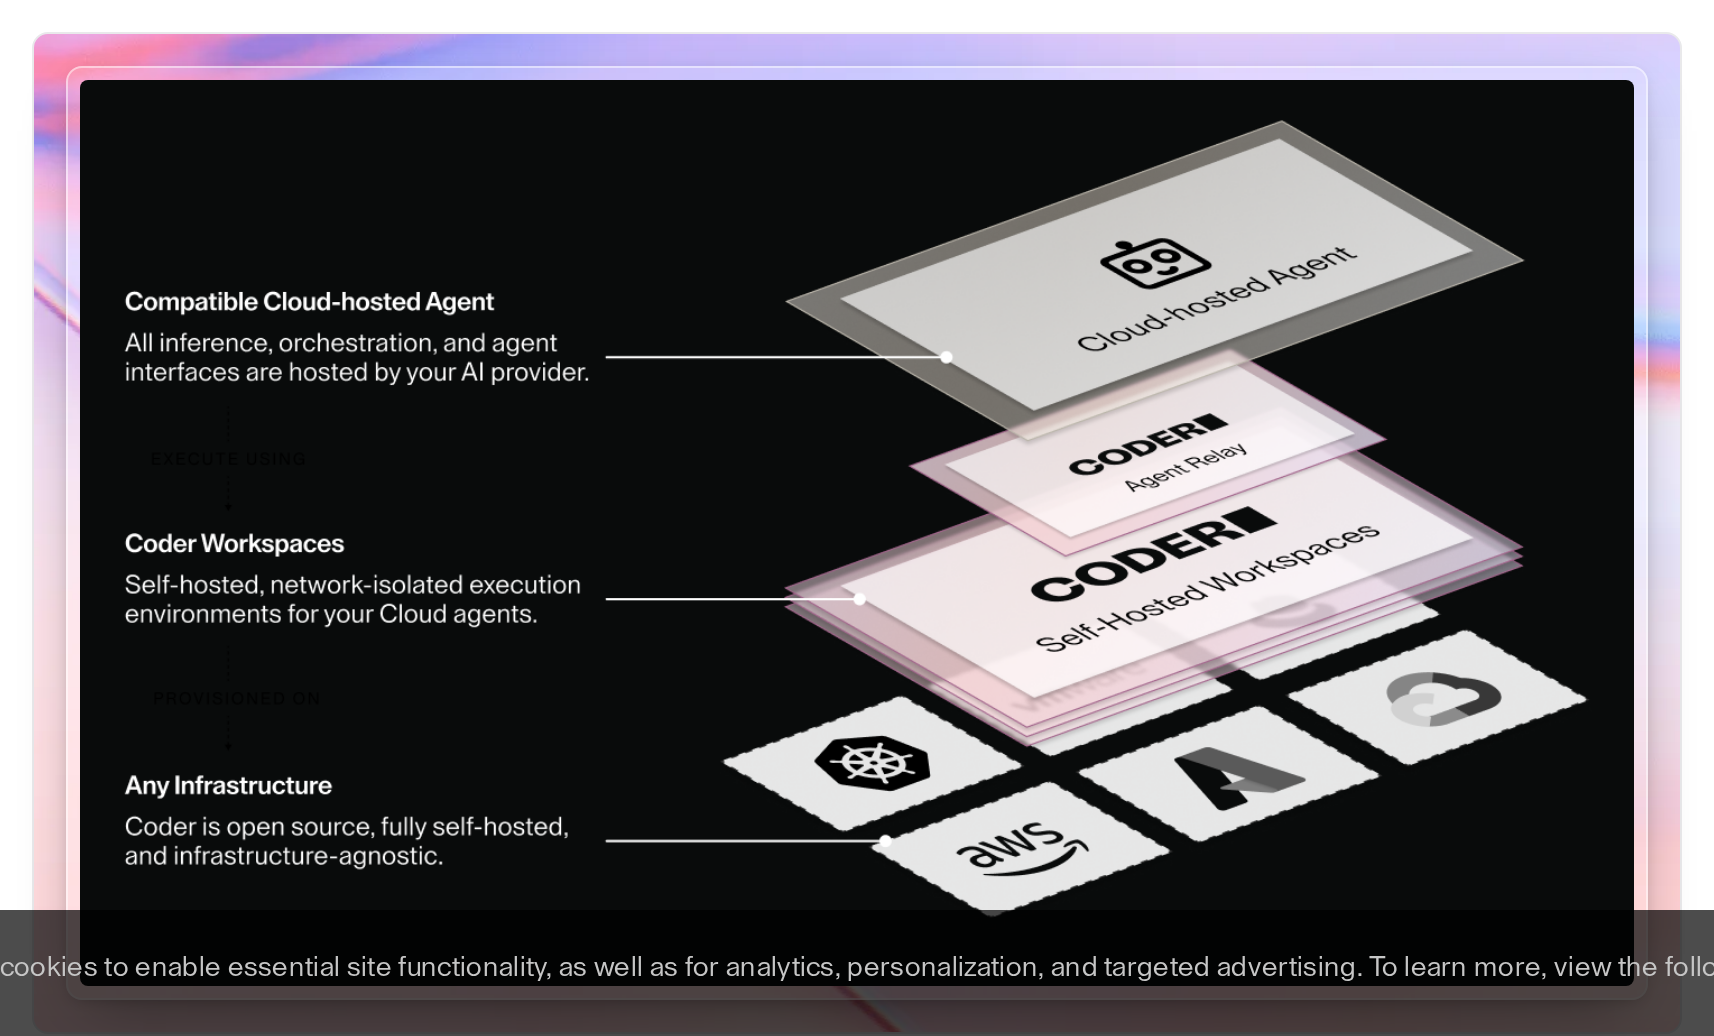 Compatible Cloud-hosted Agent
All inference, orchestration, and agent
interfaces are hosted by your AI provider.
EXECUTE USING
Coder Workspaces
Self-hosted, network-isolated execution
environments for your Cloud agents.
PROVISIONED ON
Any Infrastructure
Coder is open source, fully self-hosted,
and infrastructure-agnostic.
Cloud-hosted Agent
CODER
Agent Relay
CODER
Self-Hosted Workspaces
vmware
aws
cookies to enable essential site functionality, as well as for analytics, personalization, and targeted advertising. To learn more, view the follo